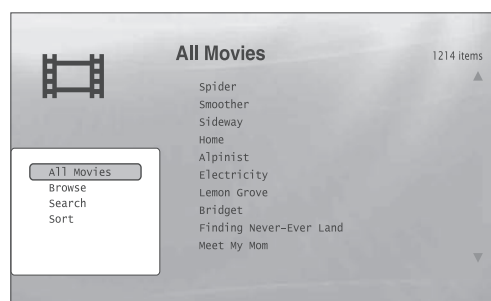 All Movies
1214 items
Spider
Smoother
Sideway
Home
Alpinist
Electricity
Lemon Grove
Bridget
Finding Never-Ever Land
Meet My Mom
All Movies
Browse
Search
Sort